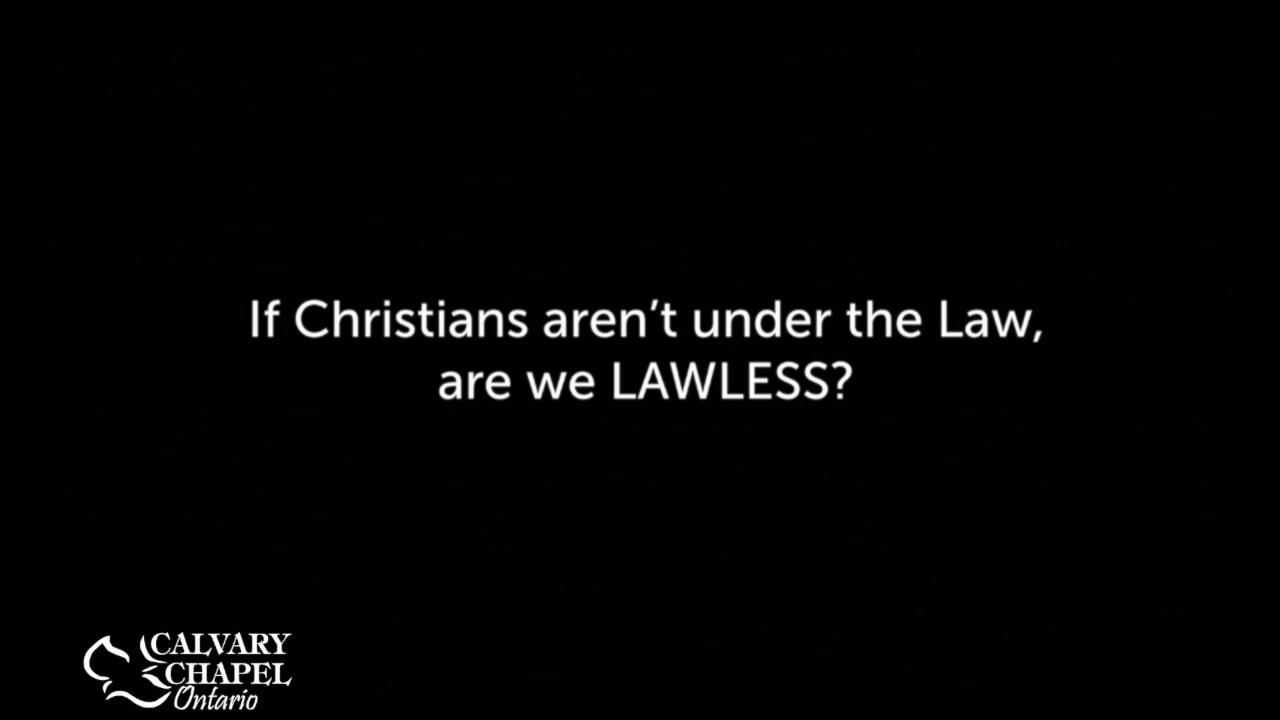 If Christians aren’t under the Law,
are we LAWLESS?
CALVARY
CHAPEL
Ontario